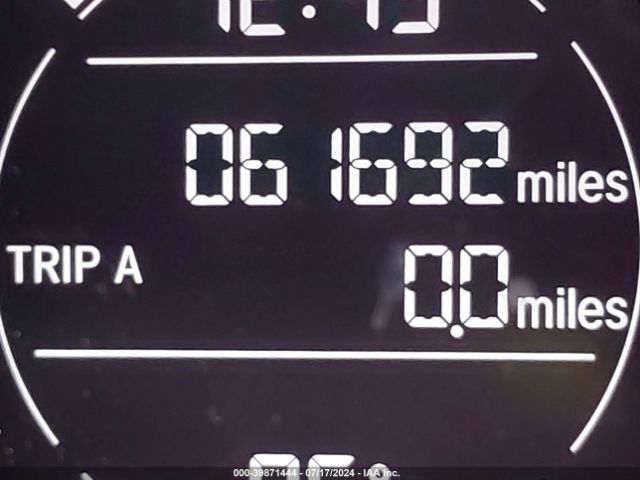 061692 miles
TRIP A
0.0 miles
000-39871444 - 07/17/2024 - IAA Inc.